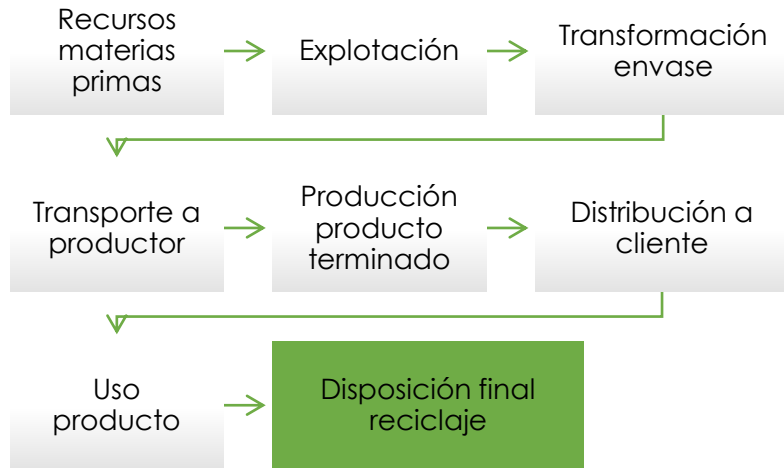 Recursos
materias
primas
Explotación
Transformación
envase
Transporte a
productor
Producción
producto
terminado
Distribución a
cliente
Uso
producto
Disposición final
reciclaje